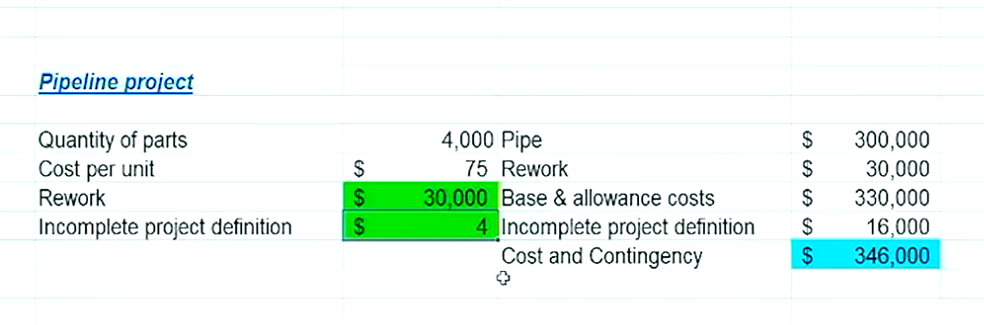 Pipeline project
Quantity of parts 4,000 Pipe $ 300,000
Cost per unit $ 75 Rework $ 30,000
Rework $ 30,000 Base & allowance costs $ 330,000
Incomplete project definition $ 4 Incomplete project definition $ 16,000
Cost and Contingency $ 346,000